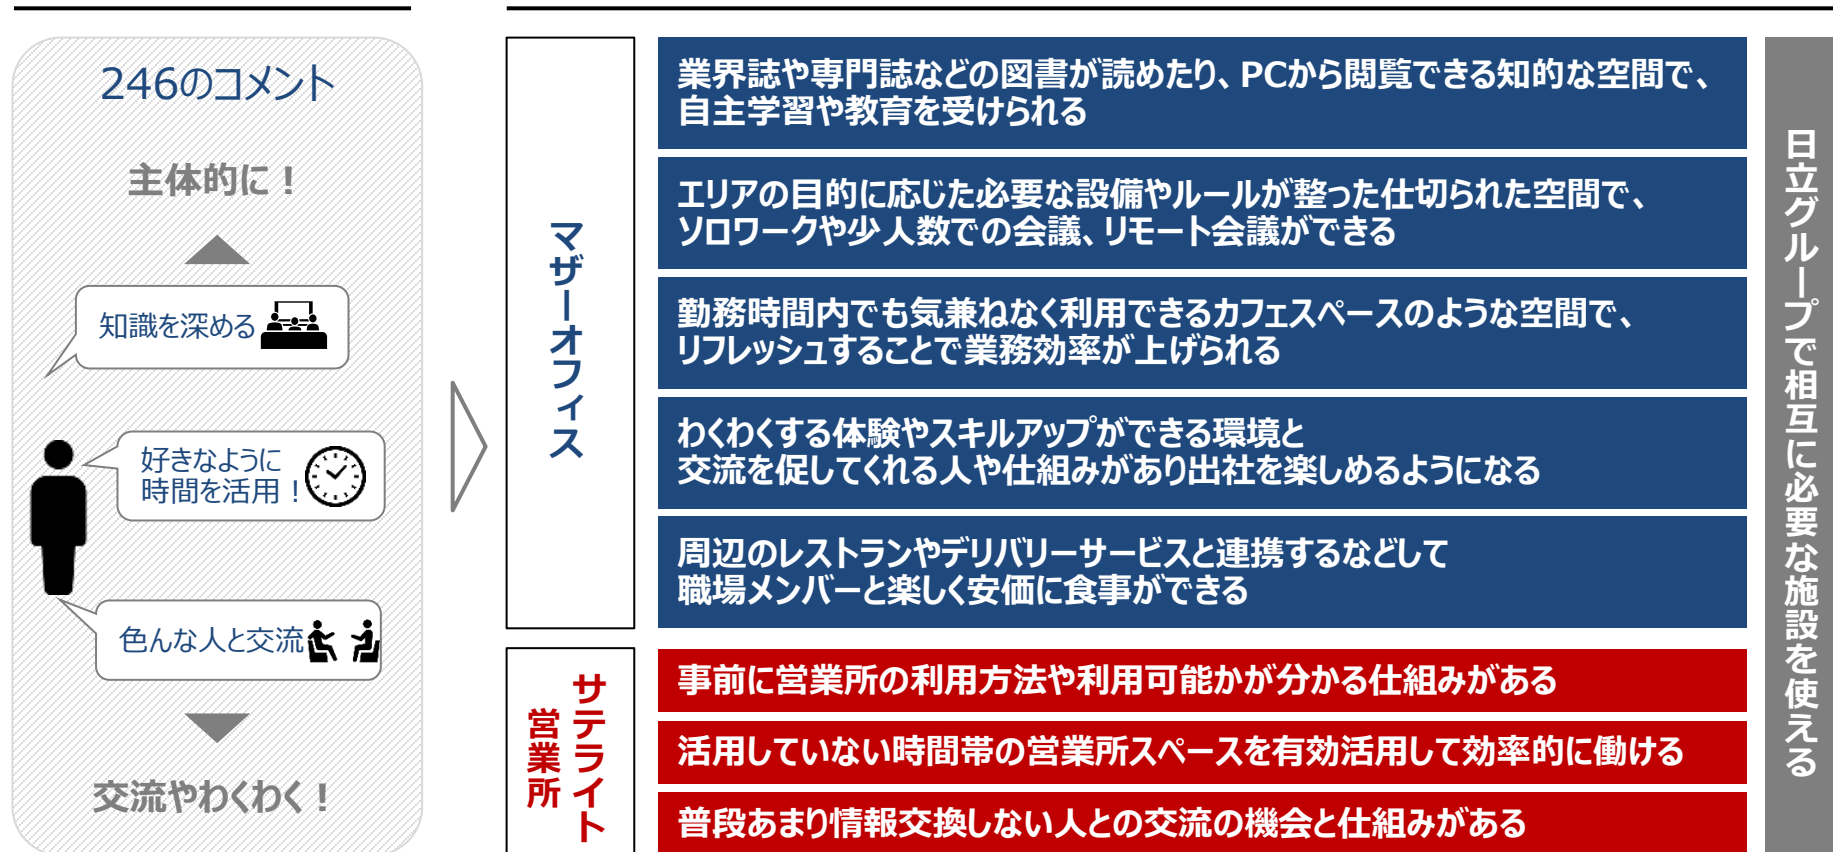 246のコメント
主体的に！
知識を深める
好きなように
時間を活用！
色んな人と交流
交流やわくわく！
マザーオフィス
業界誌や専門誌などの図書が読めたり、PCから閲覧できる知的な空間で、
自主学習や教育を受けられる
エリアの目的に応じた必要な設備やルールが整った仕切られた空間で、
ソロワークや少人数での会議、リモート会議ができる
勤務時間内でも気兼ねなく利用できるカフェスペースのような空間で、
リフレッシュすることで業務効率が上げられる
わくわくする体験やスキルアップができる環境と
交流を促してくれる人や仕組みがあり出社を楽しめるようになる
周辺のレストランやデリバリーサービスと連携するなどして
職場メンバーと楽しく安価に食事ができる
サテライト
営業所
事前に営業所の利用方法や利用可能かが分かる仕組みがある
活用していない時間帯の営業所スペースを有効活用して効率的に働ける
普段あまり情報交換しない人との交流の機会と仕組みがある
日立グループで相互に必要な施設を使える